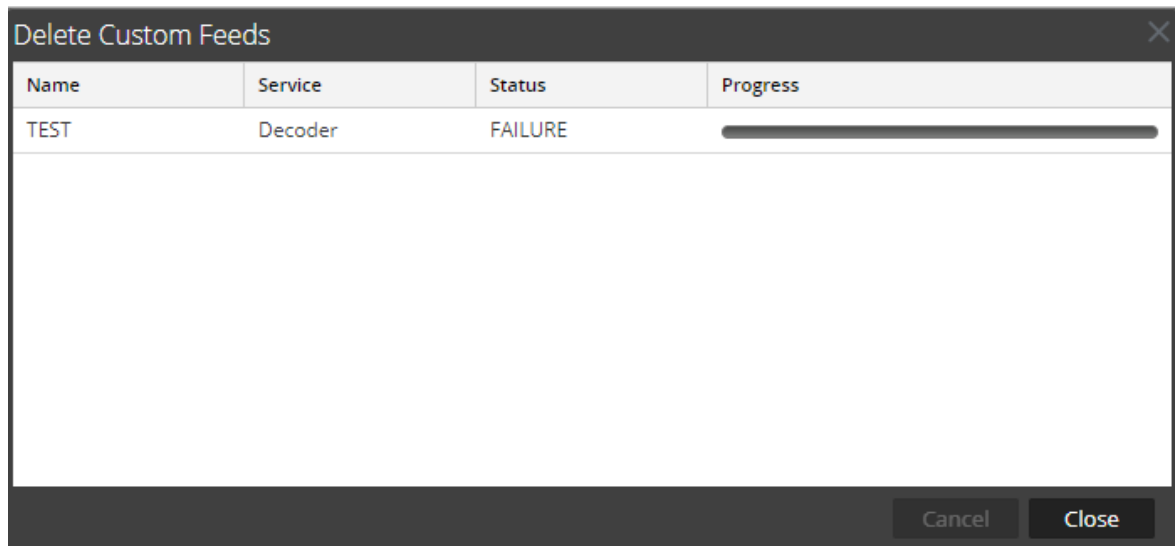 Delete Custom Feeds
Name Service Status Progress
TEST Decoder FAILURE
Cancel Close